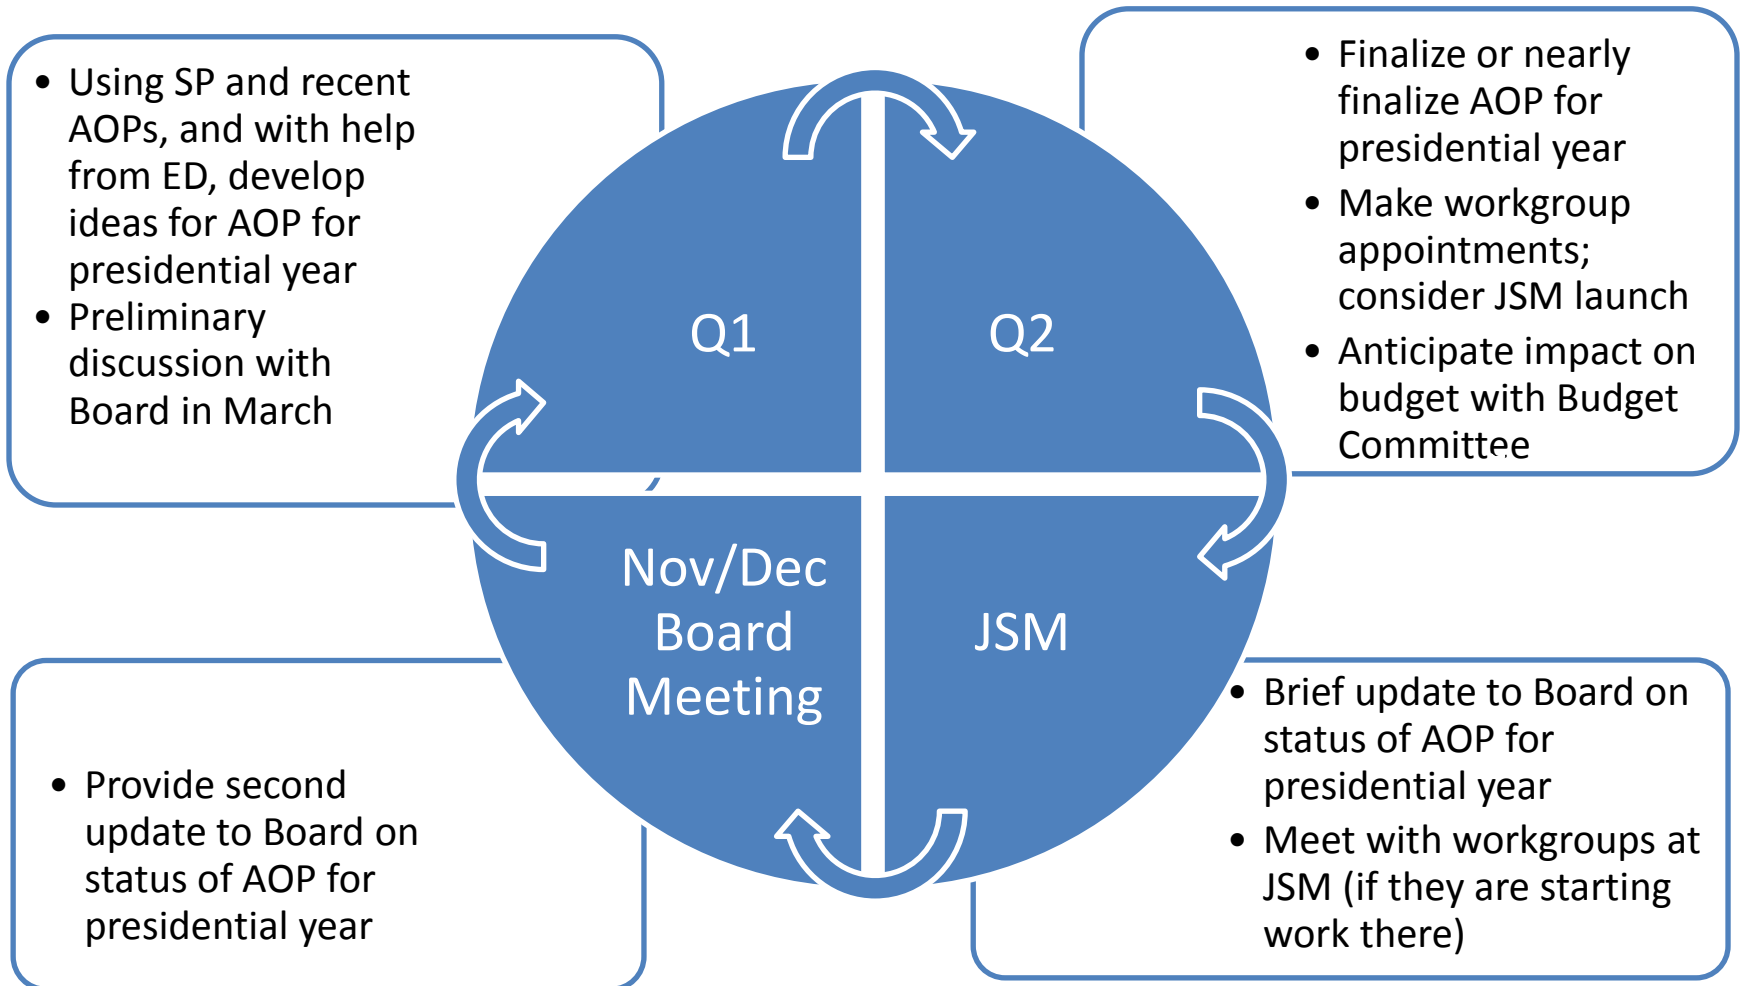 • Using SP and recent
AOPs, and with help
from ED, develop
ideas for AOP for
presidential year
• Preliminary
discussion with
Board in March
• Finalize or nearly
finalize AOP for
presidential year
• Make workgroup
appointments;
consider JSM launch
• Anticipate impact on
budget with Budget
Committee
Q1
Q2
Nov/Dec
Board
Meeting
JSM
• Provide second
update to Board on
status of AOP for
presidential year
• Brief update to Board on
status of AOP for
presidential year
• Meet with workgroups at
JSM (if they are starting
work there)